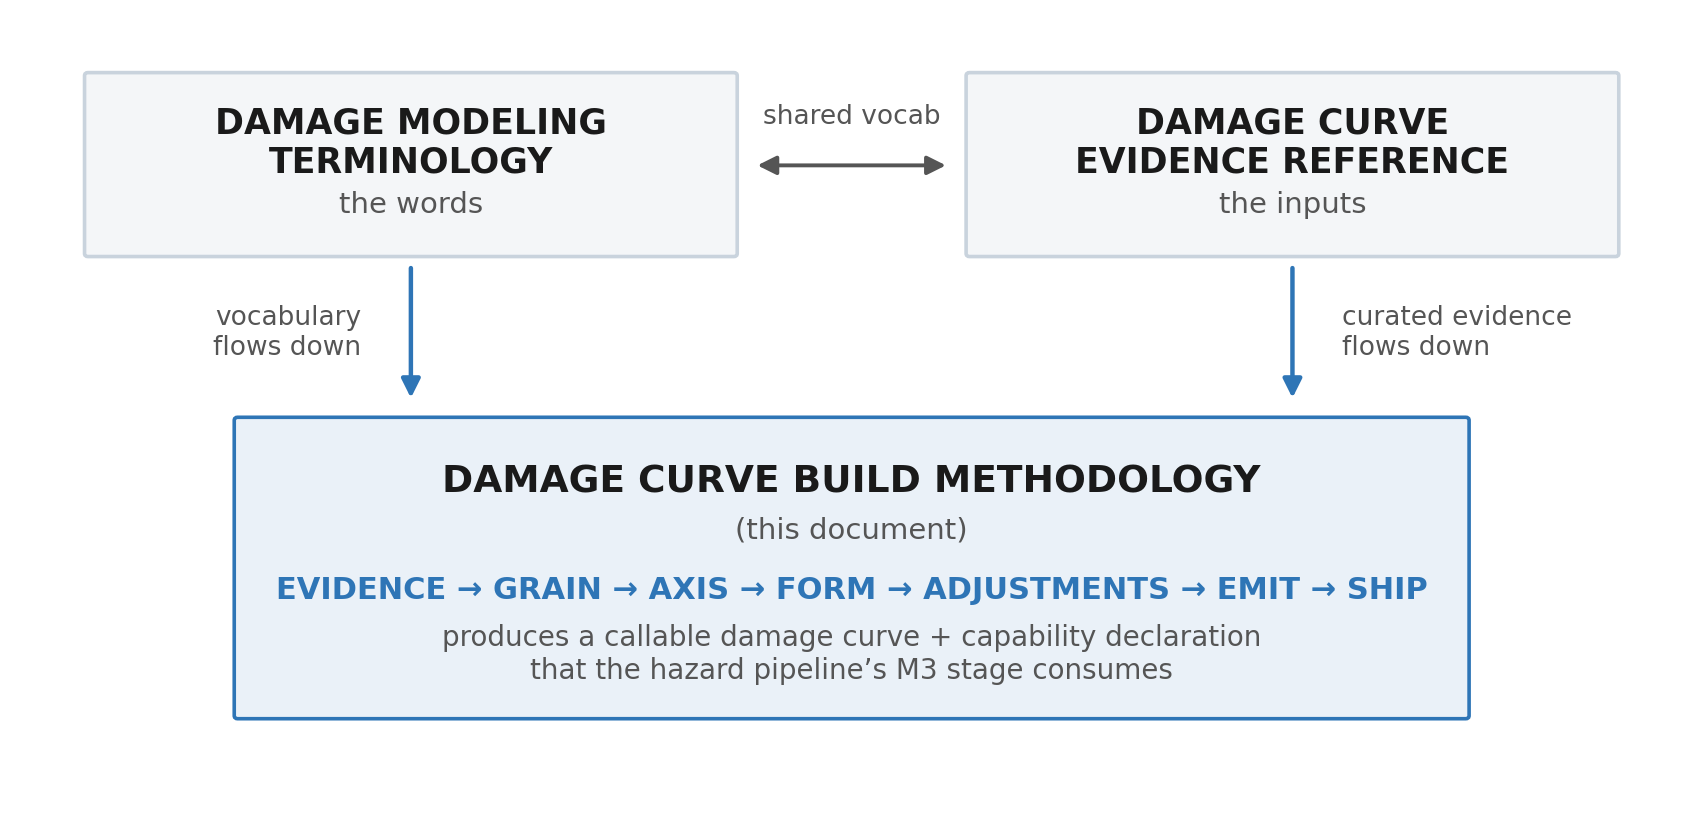 DAMAGE MODELING
TERMINOLOGY
the words
shared vocab
DAMAGE CURVE
EVIDENCE REFERENCE
the inputs
vocabulary
flows down
curated evidence
flows down
DAMAGE CURVE BUILD METHODOLOGY
(this document)
EVIDENCE → GRAIN → AXIS → FORM → ADJUSTMENTS → EMIT → SHIP
produces a callable damage curve + capability declaration
that the hazard pipeline’s M3 stage consumes